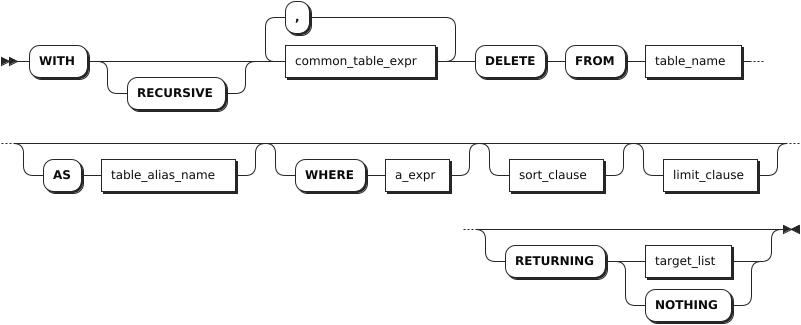 ,
WITH common_table_expr DELETE FROM table_name
RECURSIVE
AS table_alias_name WHERE a_expr sort_clause limit_clause
RETURNING target_list
NOTHING